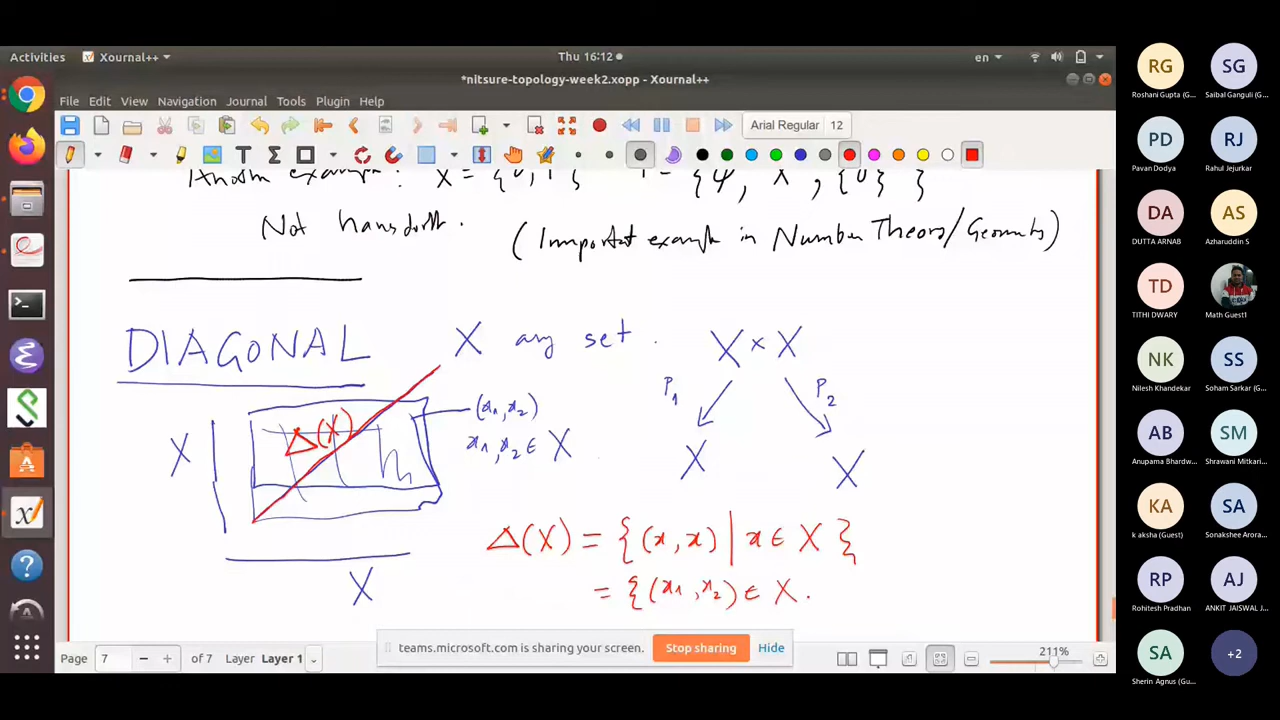 Activities Xournal++ Thu 16:12 en
*nitsure-topology-week2.xopp - Xournal++
File Edit View Navigation Journal Tools Plugin Help
Arial Regular 12
Another example : X = {0,1}
Not hausdorff. (Important example in Number Theory/Geometry)
DIAGONAL X any set . X × X
P1 P2
Δ(X) (x1, x2)
X x1, x2 ∈ X X X
Δ(X) = {(x, x) | x ∈ X }
= {(x1, x2) ∈ X .
X
teams.microsoft.com is sharing your screen. Stop sharing Hide
Page 7 of 7 Layer Layer 1 211%
RG Roshani Gupta (G...
SG Saibal Ganguli (G...
PD Pavan Dodya
RJ Rahul Jejurkar
DA DUTTA ARNAB
AS Azharuddin S
TD TITHI DWARY
Math Guest1
NK Nilesh Khandekar
SS Soham Sarkar (G...
AB Anupama Bhardw...
SM Shrawani Mitkari...
KA k aksha (Guest)
SA Sonakshee Arora...
RP Rohitesh Pradhan
AJ ANKIT JAISWAL J...
SA Sherin Agnus (Gu...
+2